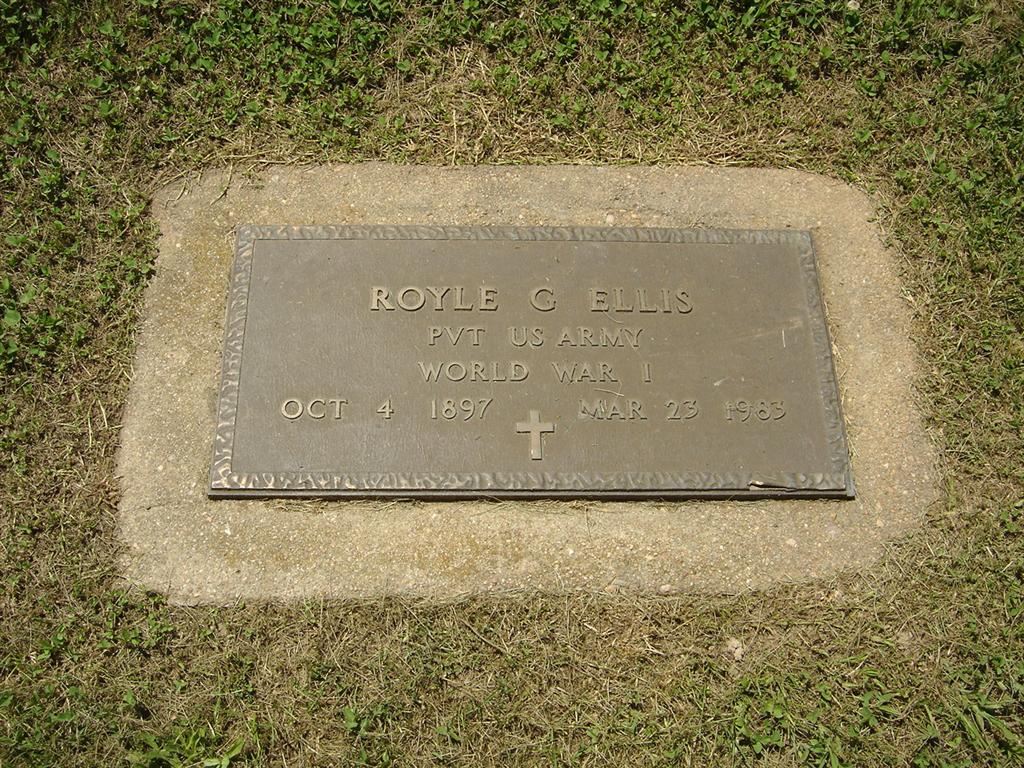 ROYLE G ELLIS
PVT US ARMY
WORLD WAR I
OCT 4 1897 MAR 23 1983